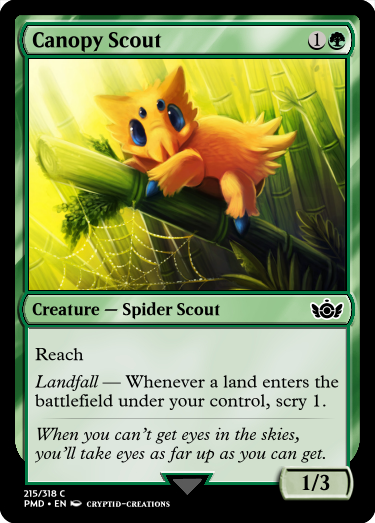 Canopy Scout
1
Creature — Spider Scout
Reach
Landfall — Whenever a land enters the
battlefield under your control, scry 1.
When you can't get eyes in the skies,
you'll take eyes as far up as you can get.
1/3
215/318 C
PMD • EN CRYPTID-CREATIONS